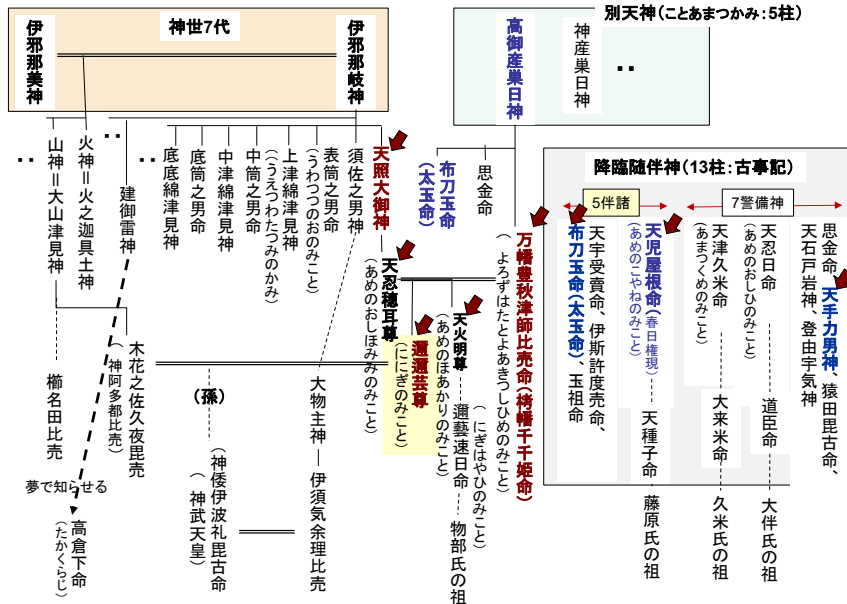 神世7代
伊邪那美神
伊邪那岐神
別天神(ことあまつかみ:5柱)
高御産巣日神
神産巣日神
‥
‥
山神=大山津見神
火神=火之迦具土神
‥
建御雷神
底底綿津見神
底筒之男命
中津綿津見神
中筒之男命
上津綿津見神
(うえつわたつみのかみ)
表筒之男命
(うわつつのおのみこと)
須佐之男神
天照大御神
布刀玉命
(太玉命)
思金命
天忍穂耳尊
(あめのおしほみみのみこと)
邇邇芸尊
(ににぎのみこと)
天火明尊
(あめのほあかりのみこと)
邇藝速日命
(にぎはやひのみこと)
物部氏の祖
万幡豊秋津師比売命(栲幡千千姫命)
(よろずはたとよあきつしひめのみこと)
櫛名田比売
木花之佐久夜毘売
(神阿多都比売)
(孫)
(神倭伊波礼毘古命
(神武天皇)
大物主神
伊須気余理比売
夢で知らせる
高倉下命
(たかくらじ)
降臨随伴神(13柱:古事記)
5伴諸
7警備神
布刀玉命(太玉命)、玉祖命
天宇受売命、伊斯許度売命、
天児屋根命(春日権現)
(あめのこやねのみこと)
天種子命
藤原氏の祖
天津久米命
(あまつくめのみこと)
大来米命
久米氏の祖
天忍日命
(あめのおしひのみこと)
道臣命
大伴氏の祖
思金命、天手力男神、猿田毘古命、
天石戸岩神、登由宇気神